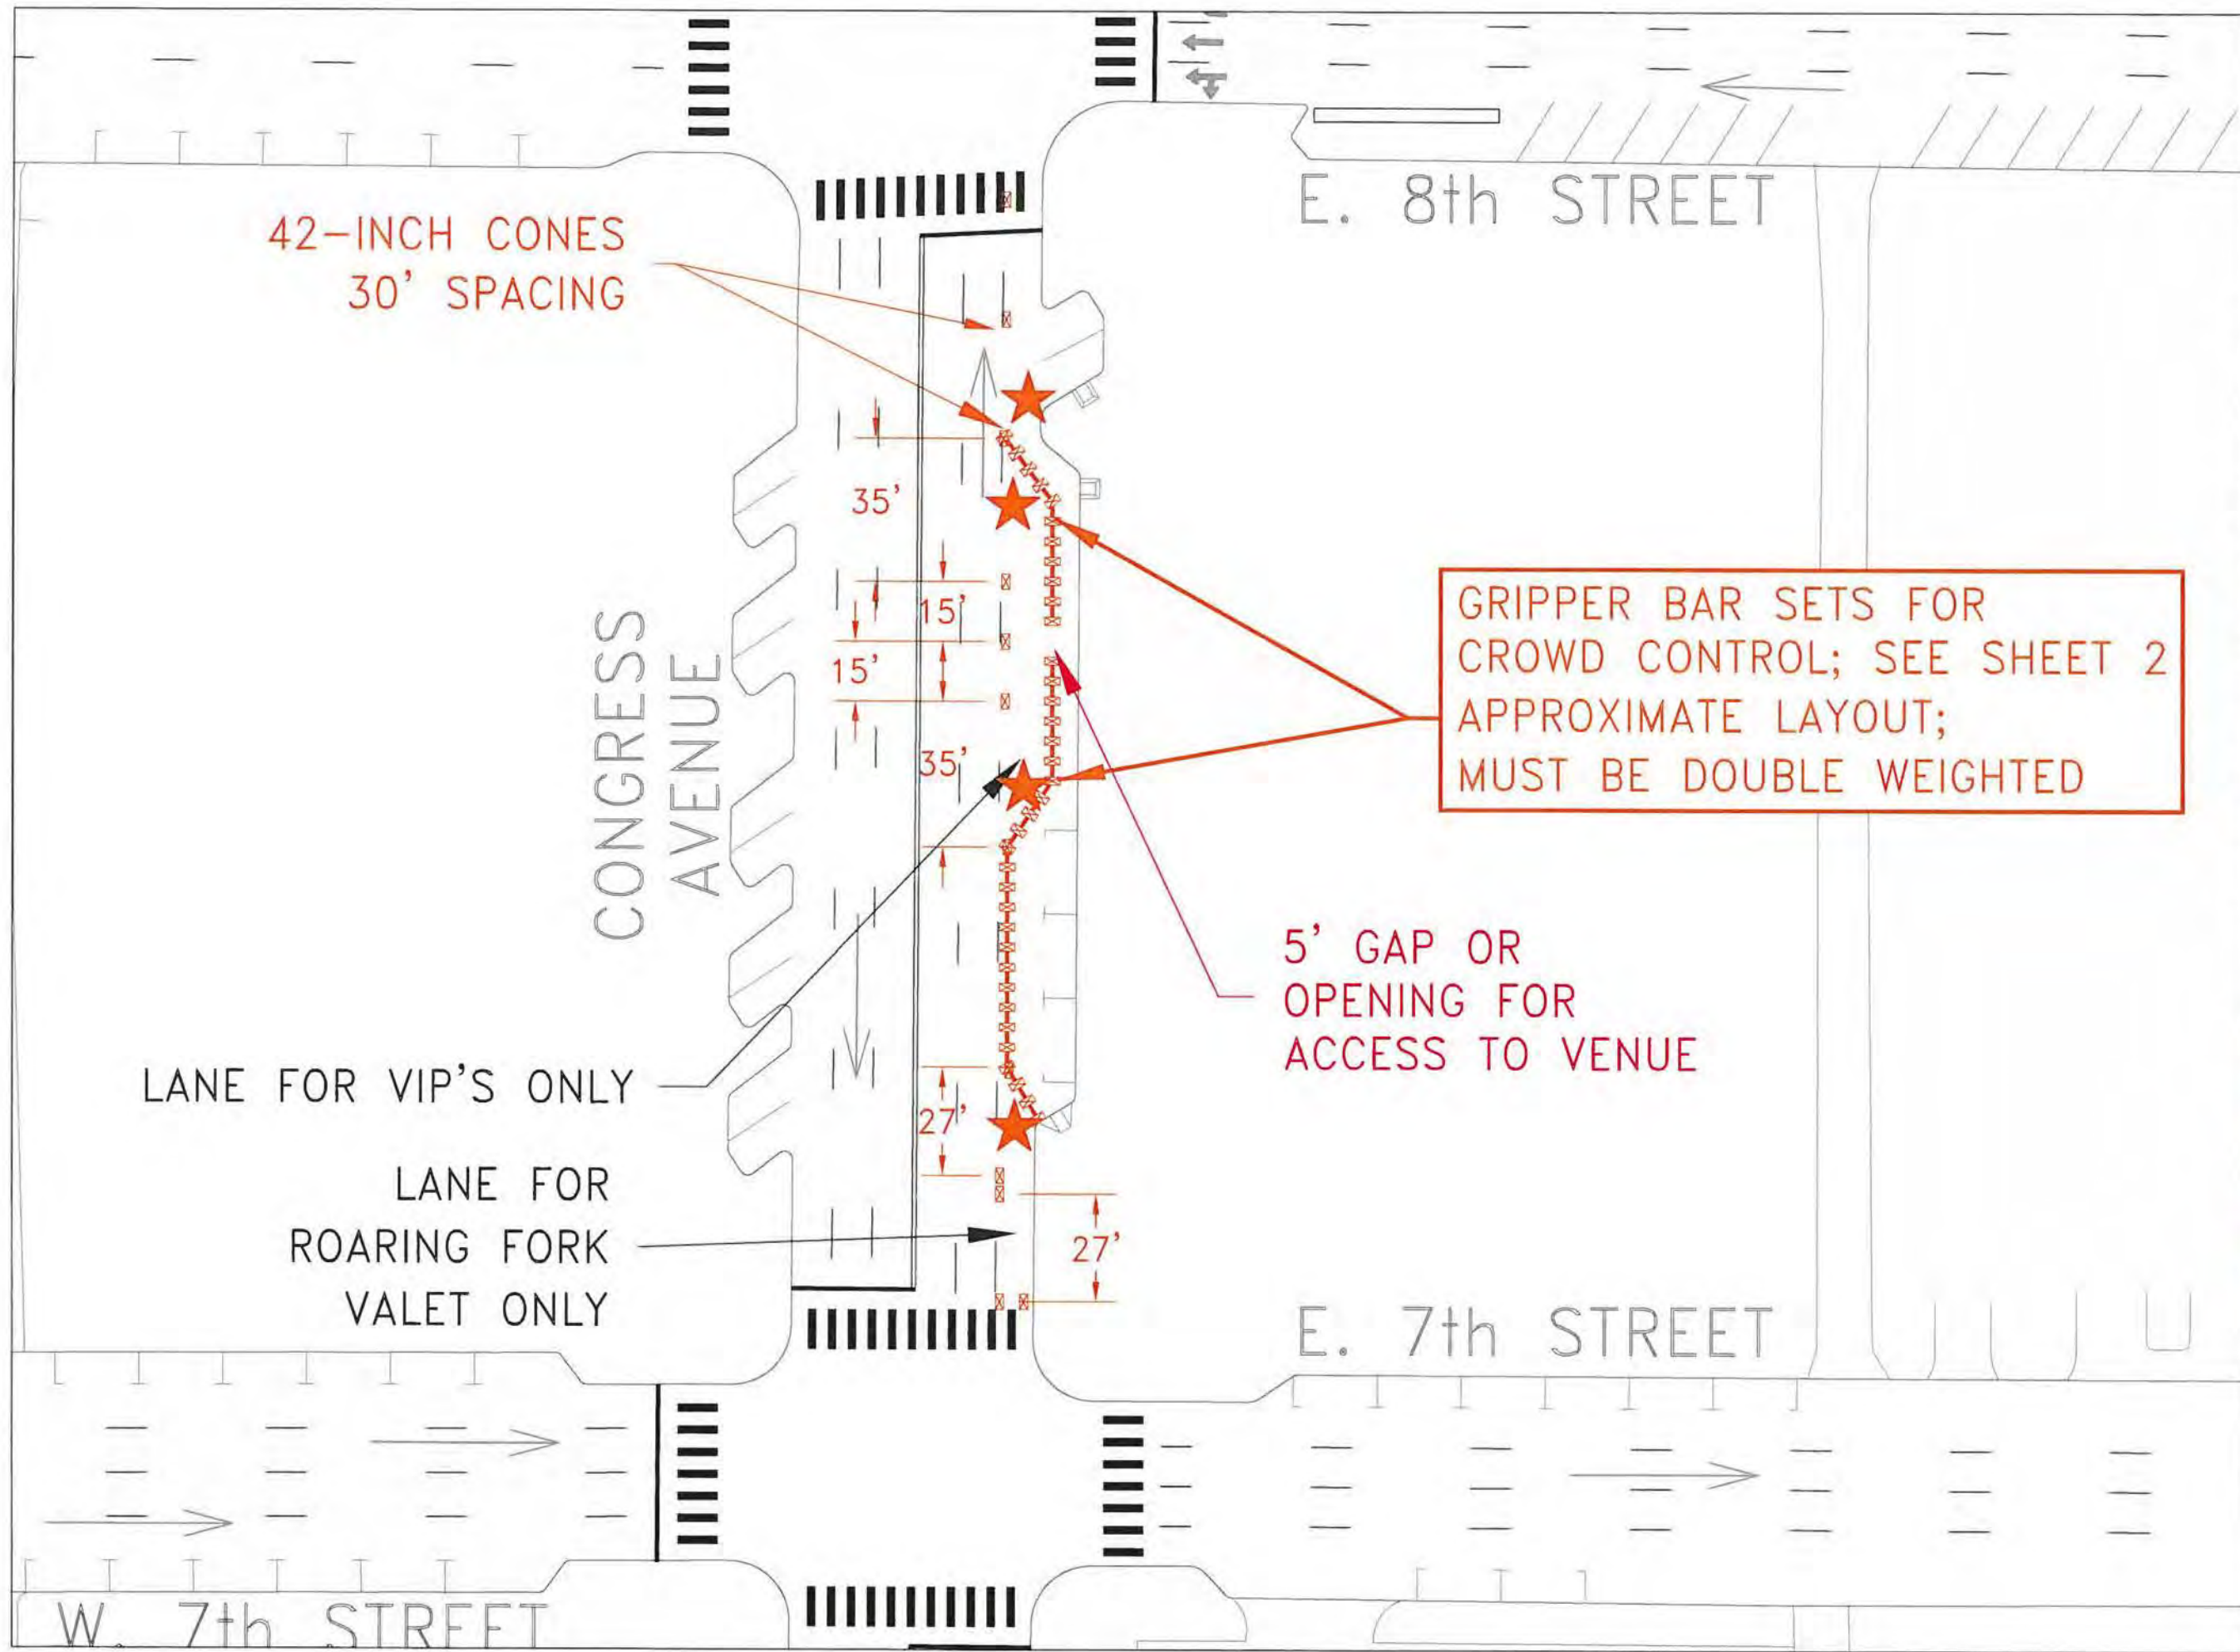 E. 8th STREET
42-INCH CONES
30' SPACING
35'
15'
15'
35'
CONGRESS
AVENUE
GRIPPER BAR SETS FOR
CROWD CONTROL; SEE SHEET 2
APPROXIMATE LAYOUT;
MUST BE DOUBLE WEIGHTED
5' GAP OR
OPENING FOR
ACCESS TO VENUE
LANE FOR VIP'S ONLY
27'
LANE FOR
ROARING FORK
VALET ONLY
27'
E. 7th STREET
W. 7th STREET